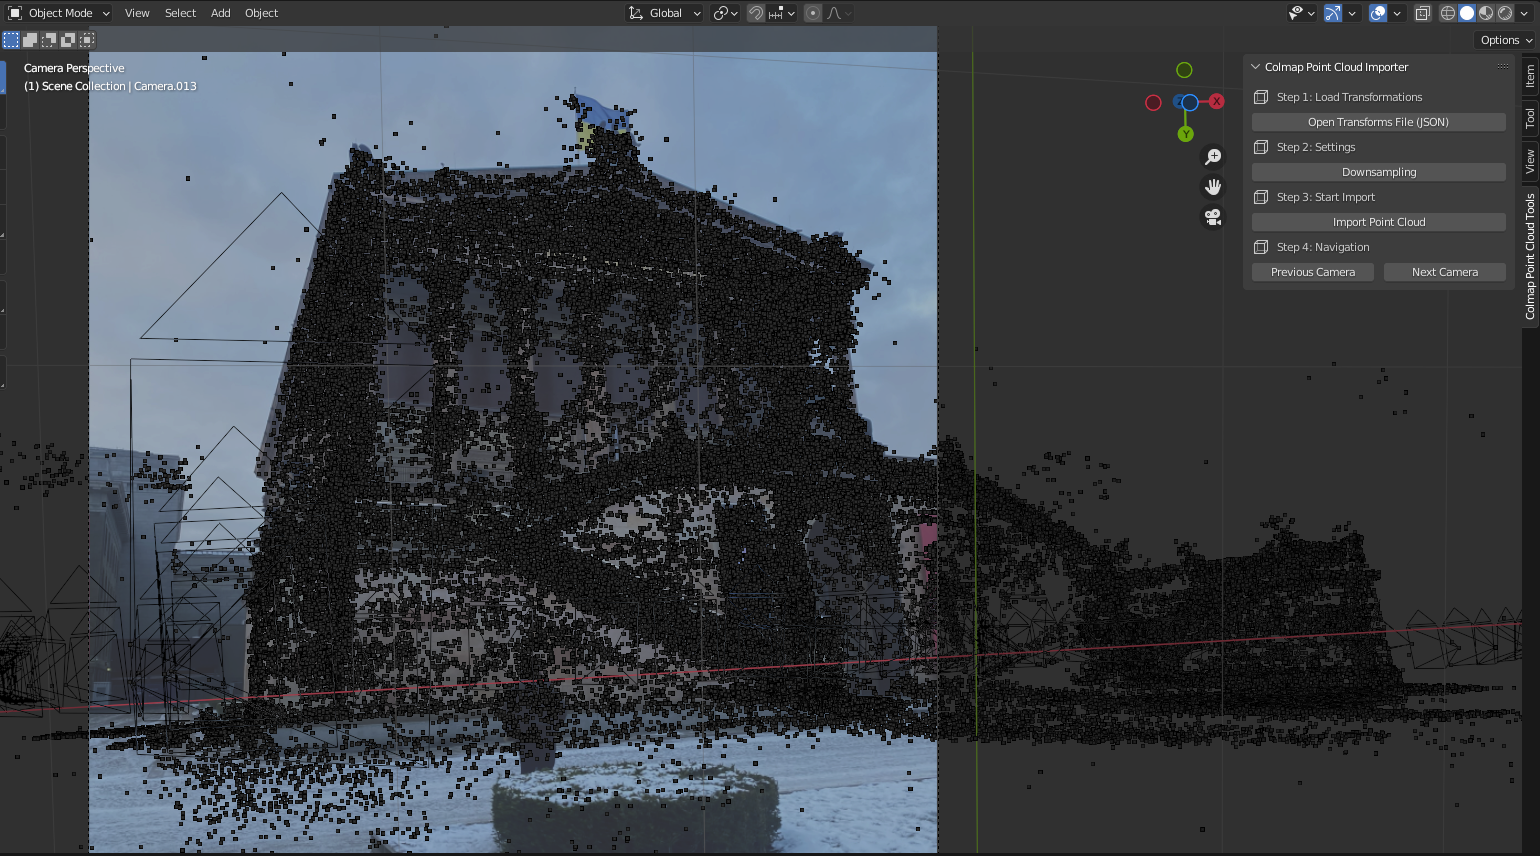 Object Mode View Select Add Object Global
Options
Camera Perspective
(1) Scene Collection | Camera.013
X
Y
Colmap Point Cloud Importer
Step 1: Load Transformations
Open Transforms File (JSON)
Step 2: Settings
Downsampling
Step 3: Start Import
Import Point Cloud
Step 4: Navigation
Previous Camera Next Camera
Item
Tool
View
Colmap Point Cloud Tools